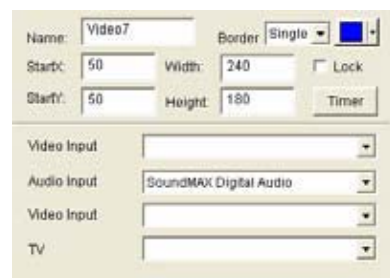 Name: Video7 Border Single
StartX: 50 Width: 240 Lock
StartY: 50 Height: 180 Timer
Video Input
Audio Input SoundMAX Digital Audio
Video Input
TV